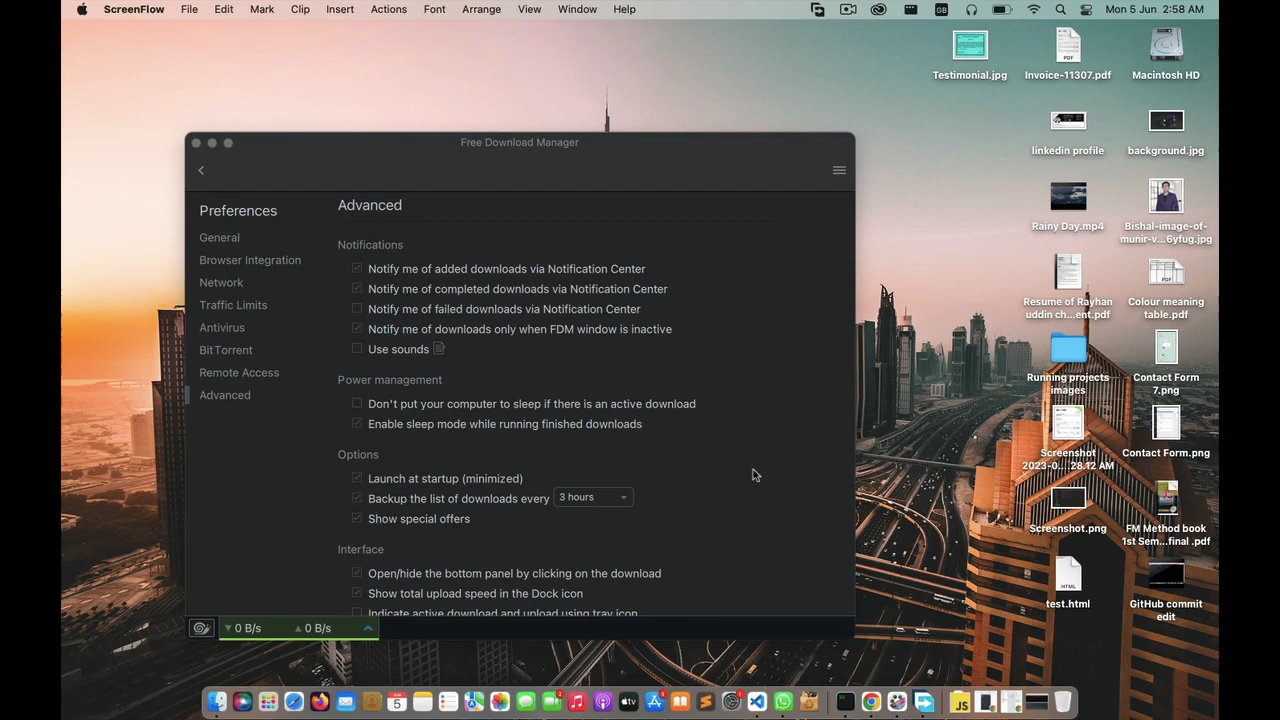 ScreenFlow File Edit Mark Clip Insert Actions Font Arrange View Window Help
GB
Mon 5 Jun 2:58 AM
Testimonial.jpg
PDF
Invoice-11307.pdf
Macintosh HD
linkedin profile
background.jpg
Rainy Day.mp4
Bishal-image-of-
munir-v...6yfug.jpg
Resume of Rayhan
uddin ch...ent.pdf
PDF
Colour meaning
table.pdf
Running projects
images
Contact Form
7.png
Screenshot
2023-0....28.12 AM
Contact Form.png
Screenshot.png
FM Method book
1st Sem...final .pdf
HTML
test.html
GitHub commit
edit
Free Download Manager
Preferences
General
Browser Integration
Network
Traffic Limits
Antivirus
BitTorrent
Remote Access
Advanced
Advanced
Notifications
Notify me of added downloads via Notification Center
Notify me of completed downloads via Notification Center
Notify me of failed downloads via Notification Center
Notify me of downloads only when FDM window is inactive
Use sounds
Power management
Don't put your computer to sleep if there is an active download
Enable sleep mode while running finished downloads
Options
Launch at startup (minimized)
Backup the list of downloads every 3 hours
Show special offers
Interface
Open/hide the bottom panel by clicking on the download
Show total upload speed in the Dock icon
Indicate active download and upload using tray icon
0 B/s 0 B/s
5
tv
JS